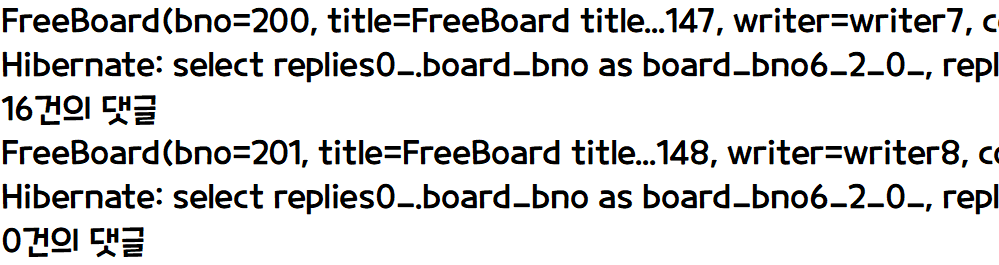 FreeBoard(bno=200, title=FreeBoard title...147, writer=writer7, c
Hibernate: select replies0_.board_bno as board_bno6_2_0_, repl
16건의 댓글
FreeBoard(bno=201, title=FreeBoard title...148, writer=writer8, c
Hibernate: select replies0_.board_bno as board_bno6_2_0_, repl
0건의 댓글